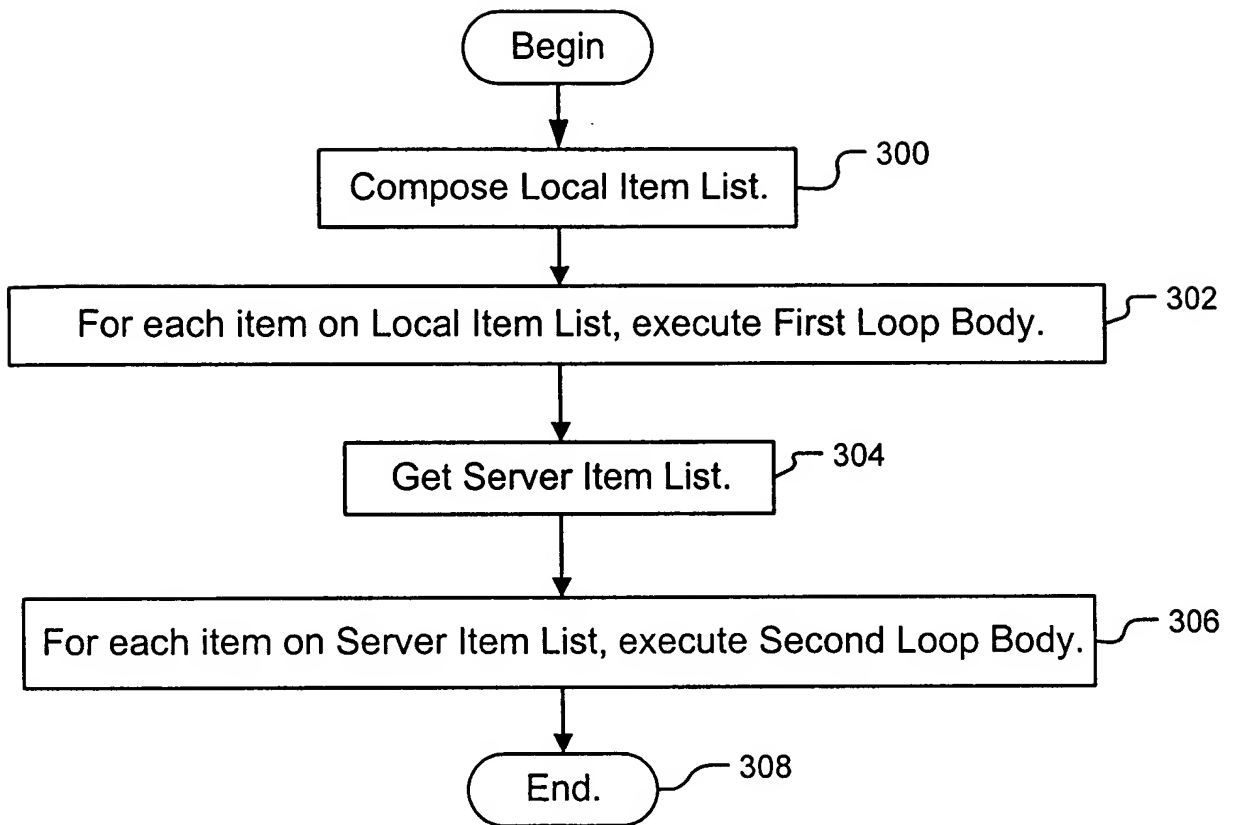 Begin
Compose Local Item List.
300
For each item on Local Item List, execute First Loop Body.
302
Get Server Item List.
304
For each item on Server Item List, execute Second Loop Body.
306
End.
308